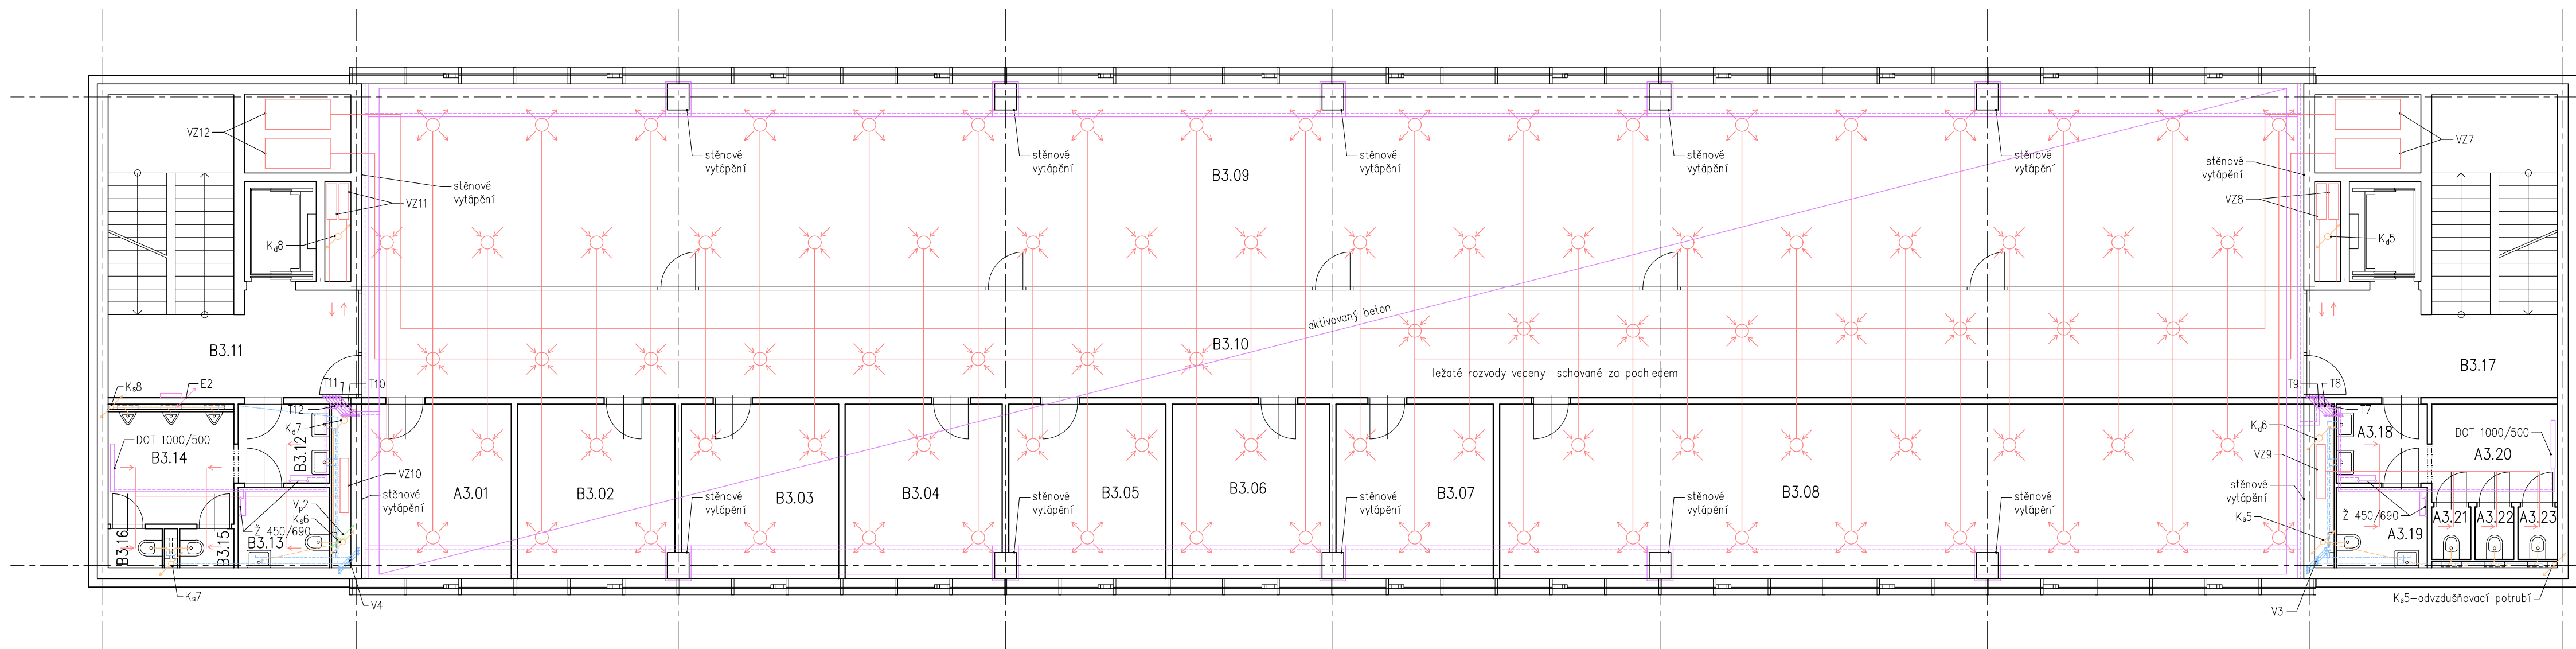 VZ12
VZ7
stěnové
vytápění
stěnové
vytápění
stěnové
vytápění
stěnové
vytápění
stěnové
vytápění
stěnové
vytápění
B3.09
stěnové
vytápění
VZ11
VZ8
Kd8
Kd5
aktivovaný beton
B3.11
B3.10
B3.17
ležaté rozvody vedeny schované za podhledem
Ks8
E2
T11
T10
T12
T9
T8
T7
Kd7
Kd6
DOT 1000/500
B3.14
B3.12
A3.18
DOT 1000/500
A3.20
VZ10
VZ9
stěnové
vytápění
A3.01
B3.02
B3.03
B3.04
B3.05
B3.06
B3.07
B3.08
stěnové
vytápění
stěnové
vytápění
stěnové
vytápění
stěnové
vytápění
stěnové
vytápění
stěnové
vytápění
Vp2
Ks6
Ž 450/690
B3.13
B3.16
B3.15
Ks5
Ž 450/690
A3.19
A3.21
A3.22
A3.23
Ks7
V4
V3
Ks5-odvzdušňovací potrubí